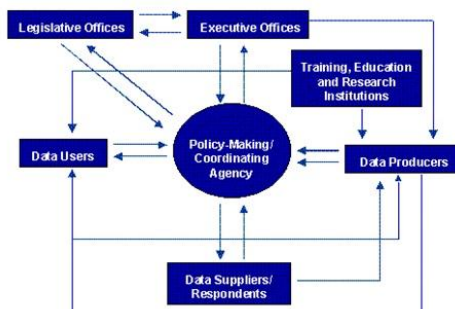 Legislative Offices
Executive Offices
Training, Education
and Research
Institutions
Data Users
Policy-Making/
Coordinating
Agency
Data Producers
Data Suppliers/
Respondents